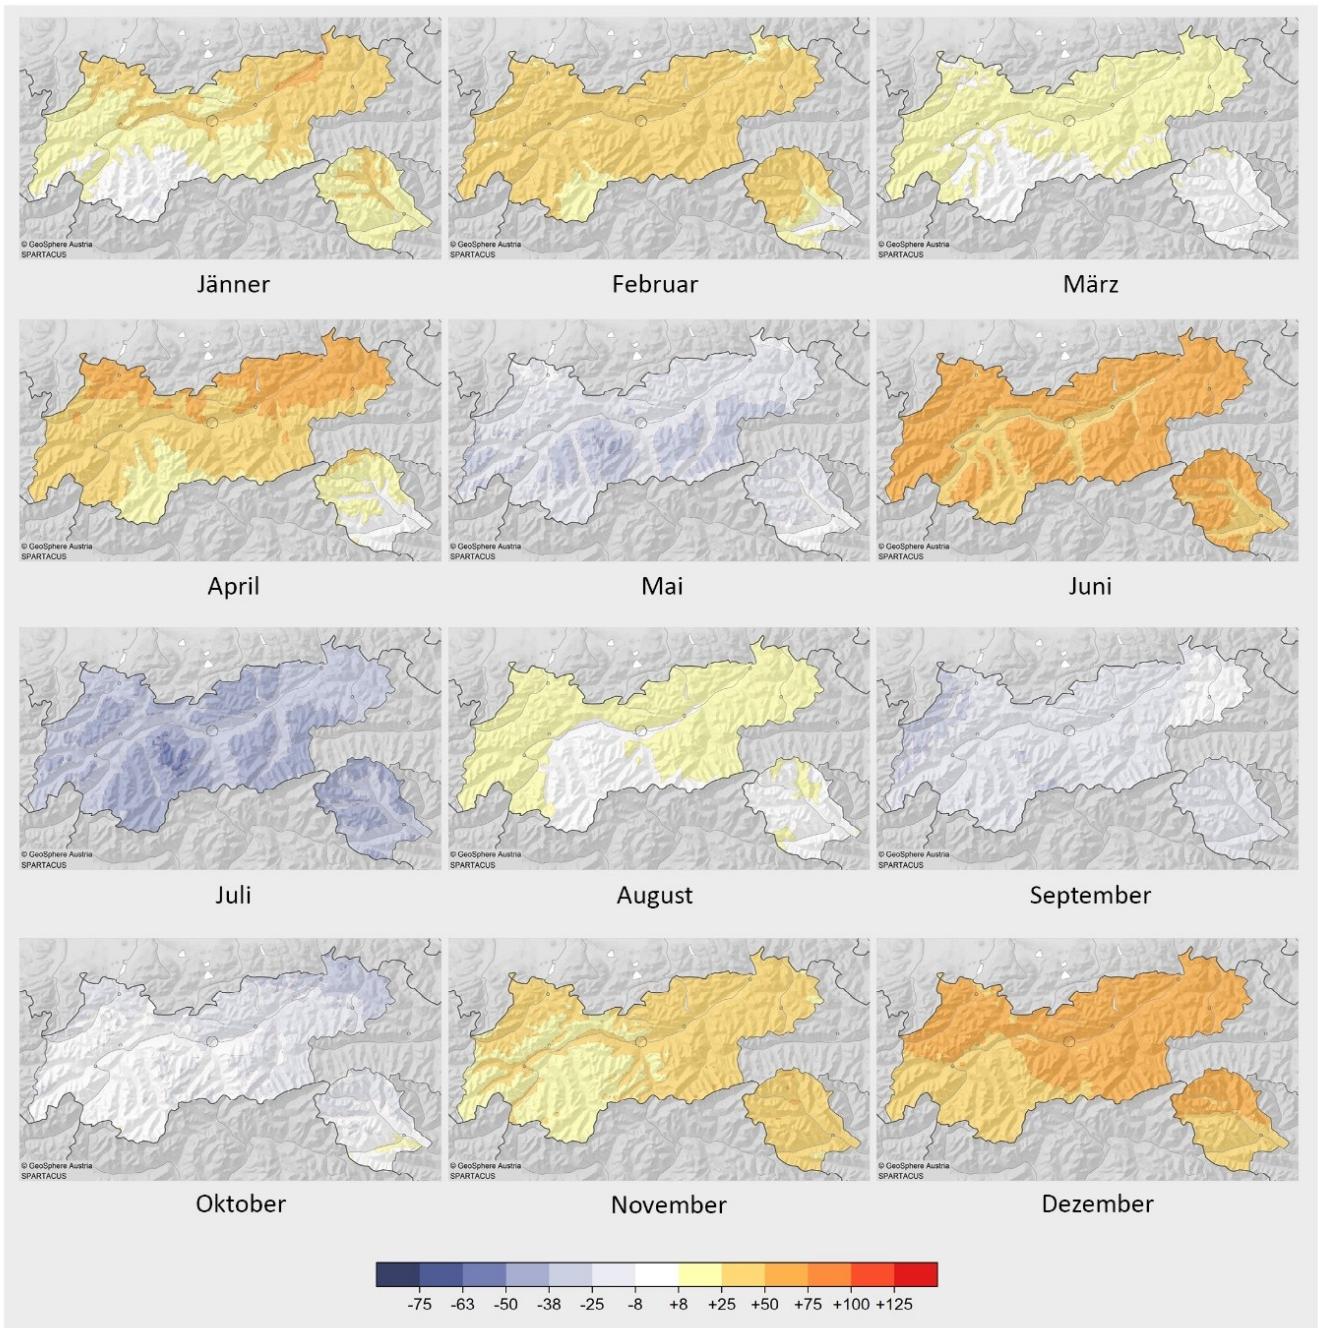 © GeoSphere Austria
SPARTACUS
© GeoSphere Austria
SPARTACUS
© GeoSphere Austria
SPARTACUS
Jänner
Februar
März
© GeoSphere Austria
SPARTACUS
© GeoSphere Austria
SPARTACUS
© GeoSphere Austria
SPARTACUS
April
Mai
Juni
© GeoSphere Austria
SPARTACUS
© GeoSphere Austria
SPARTACUS
© GeoSphere Austria
SPARTACUS
Juli
August
September
© GeoSphere Austria
SPARTACUS
© GeoSphere Austria
SPARTACUS
© GeoSphere Austria
SPARTACUS
Oktober
November
Dezember
-75 -63 -50 -38 -25 -8 +8 +25 +50 +75 +100 +125